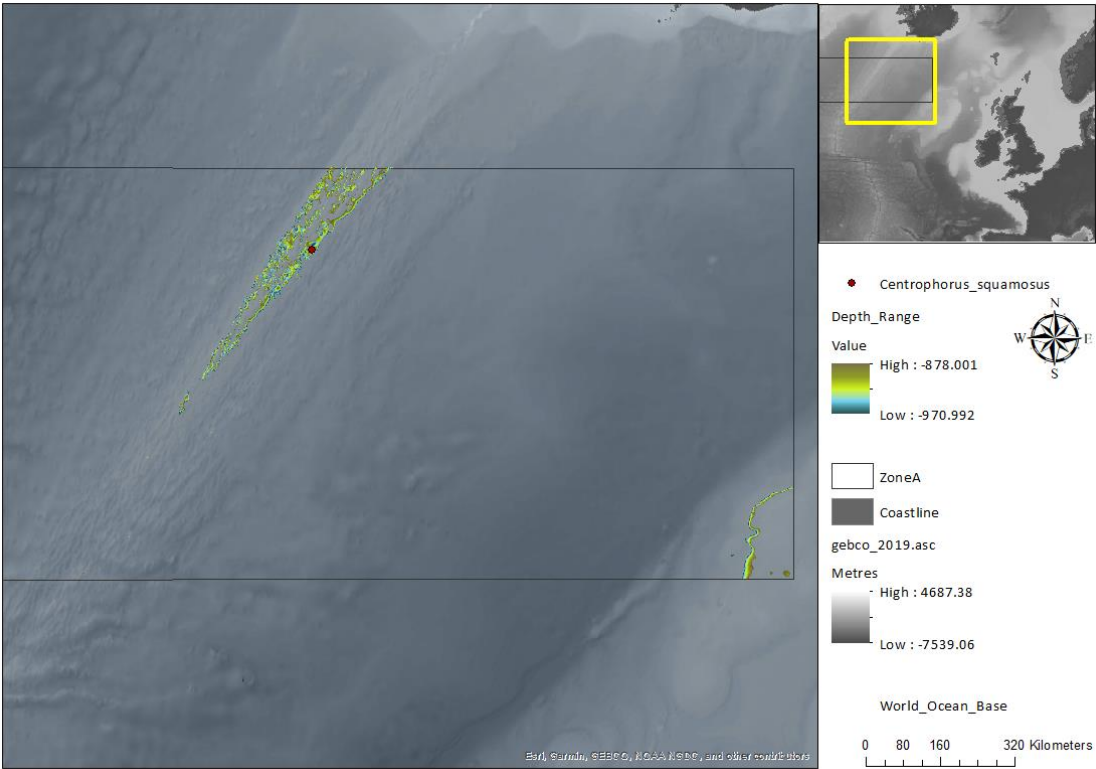 Esri, Garmin, GEBCO, NOAA NGDC, and other contributors
Centrophorus_squamosus
Depth_Range
Value
High : -878.001
Low : -970.992
N
W E
S
ZoneA
Coastline
gebco_2019.asc
Metres
High : 4687.38
Low : -7539.06
World_Ocean_Base
0 80 160 320 Kilometers